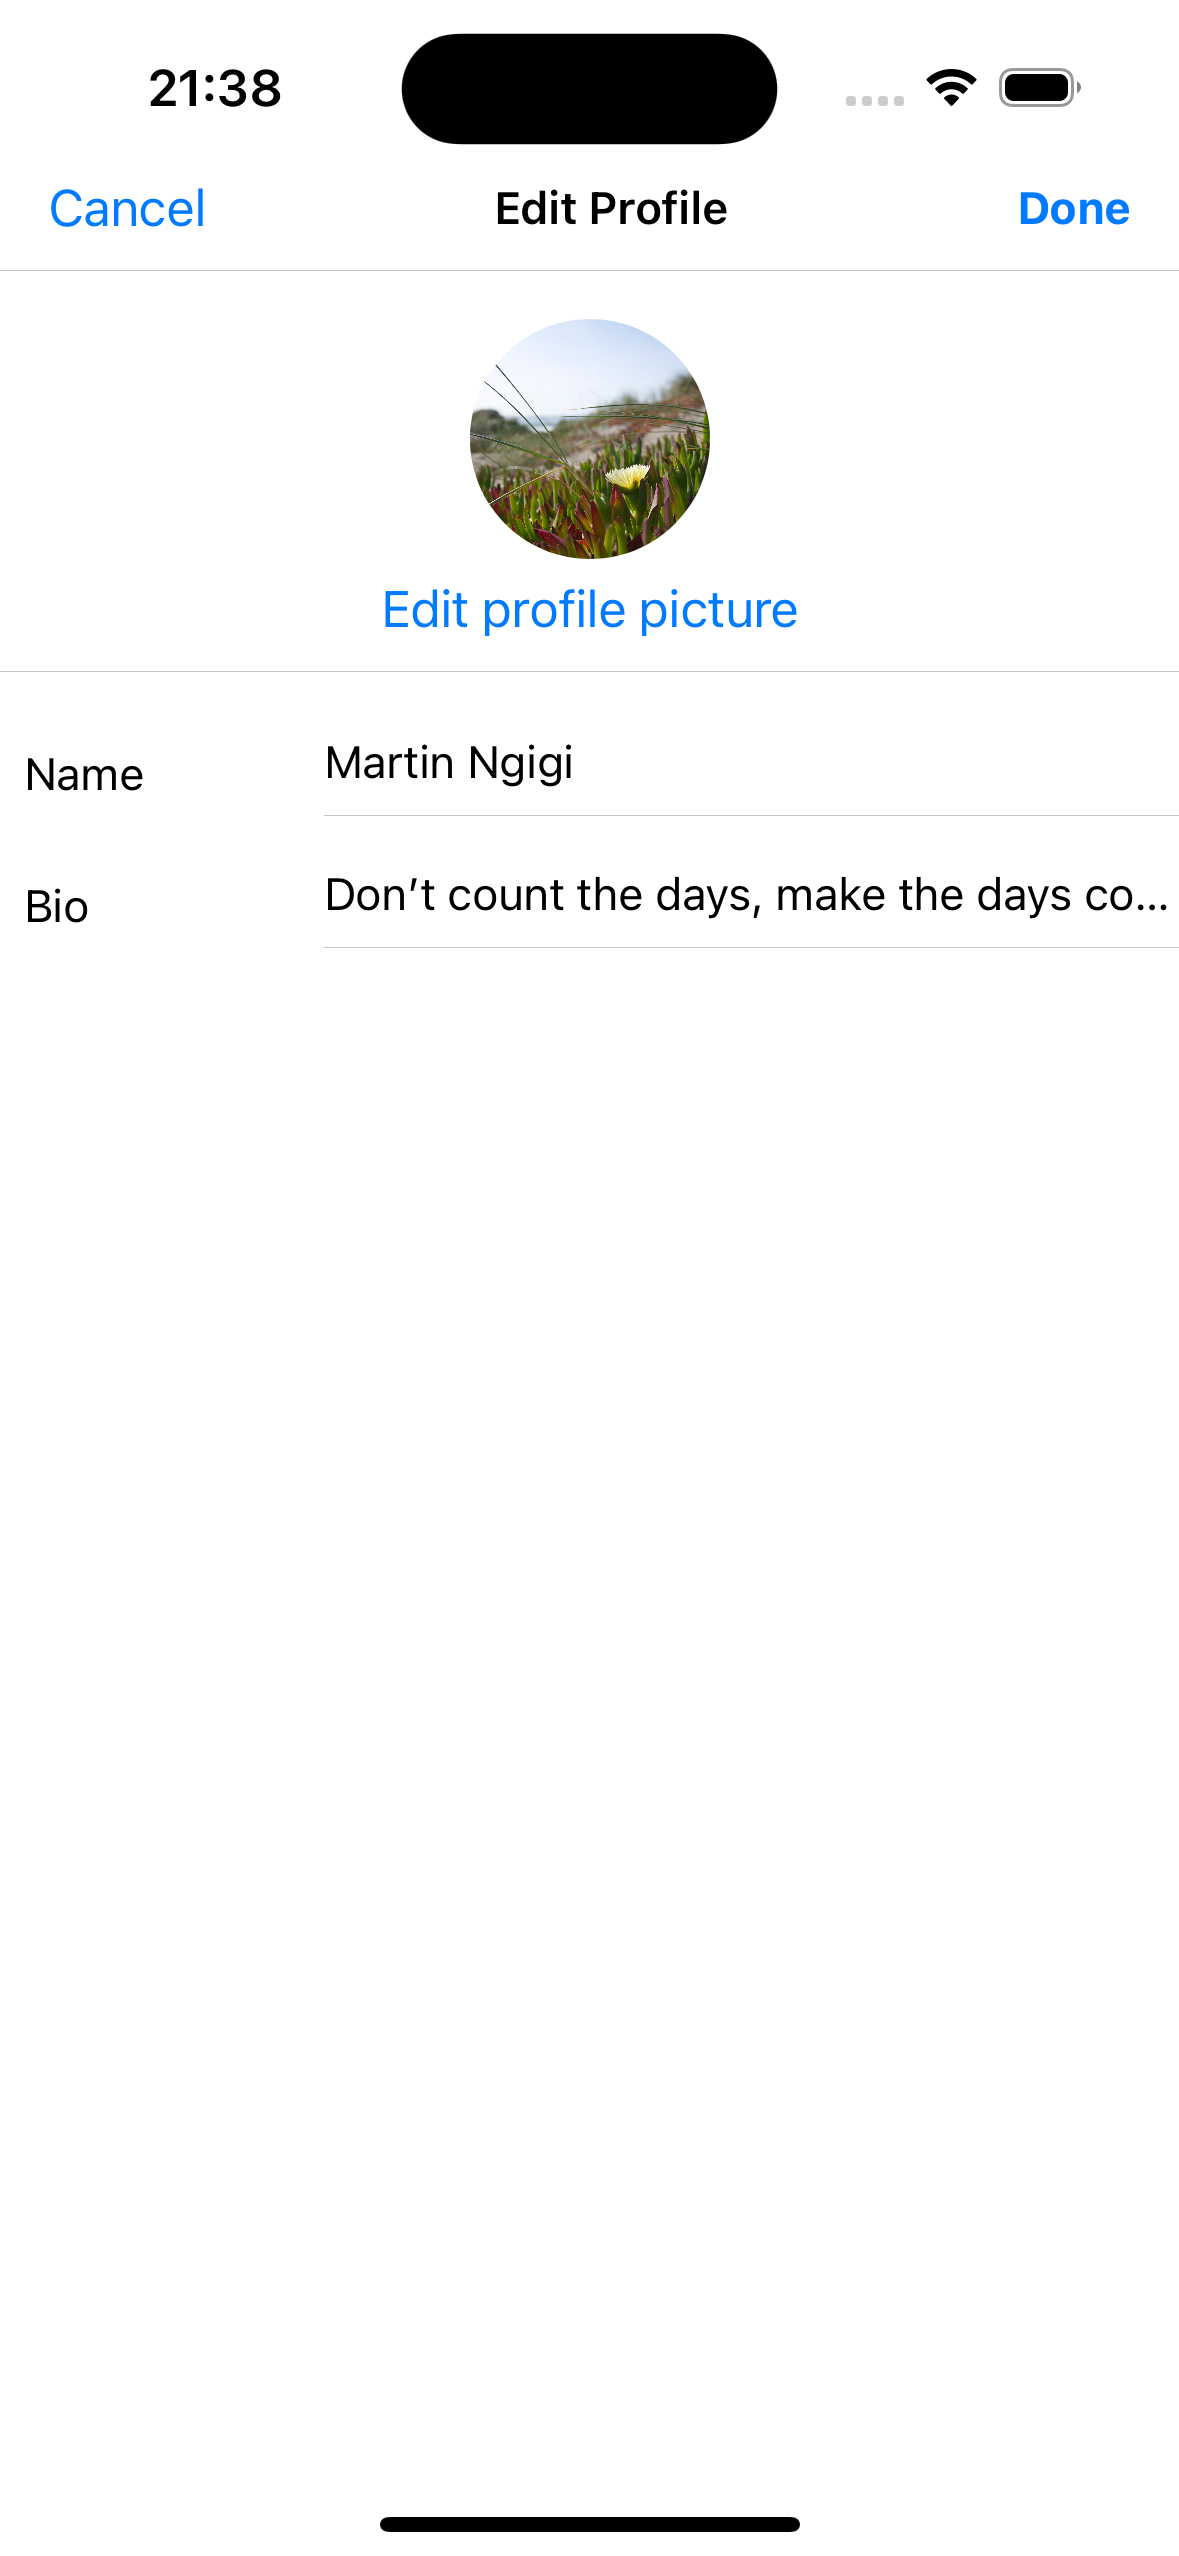 21:38
Cancel Edit Profile Done
Edit profile picture
Name Martin Ngigi
Bio Don’t count the days, make the days co...